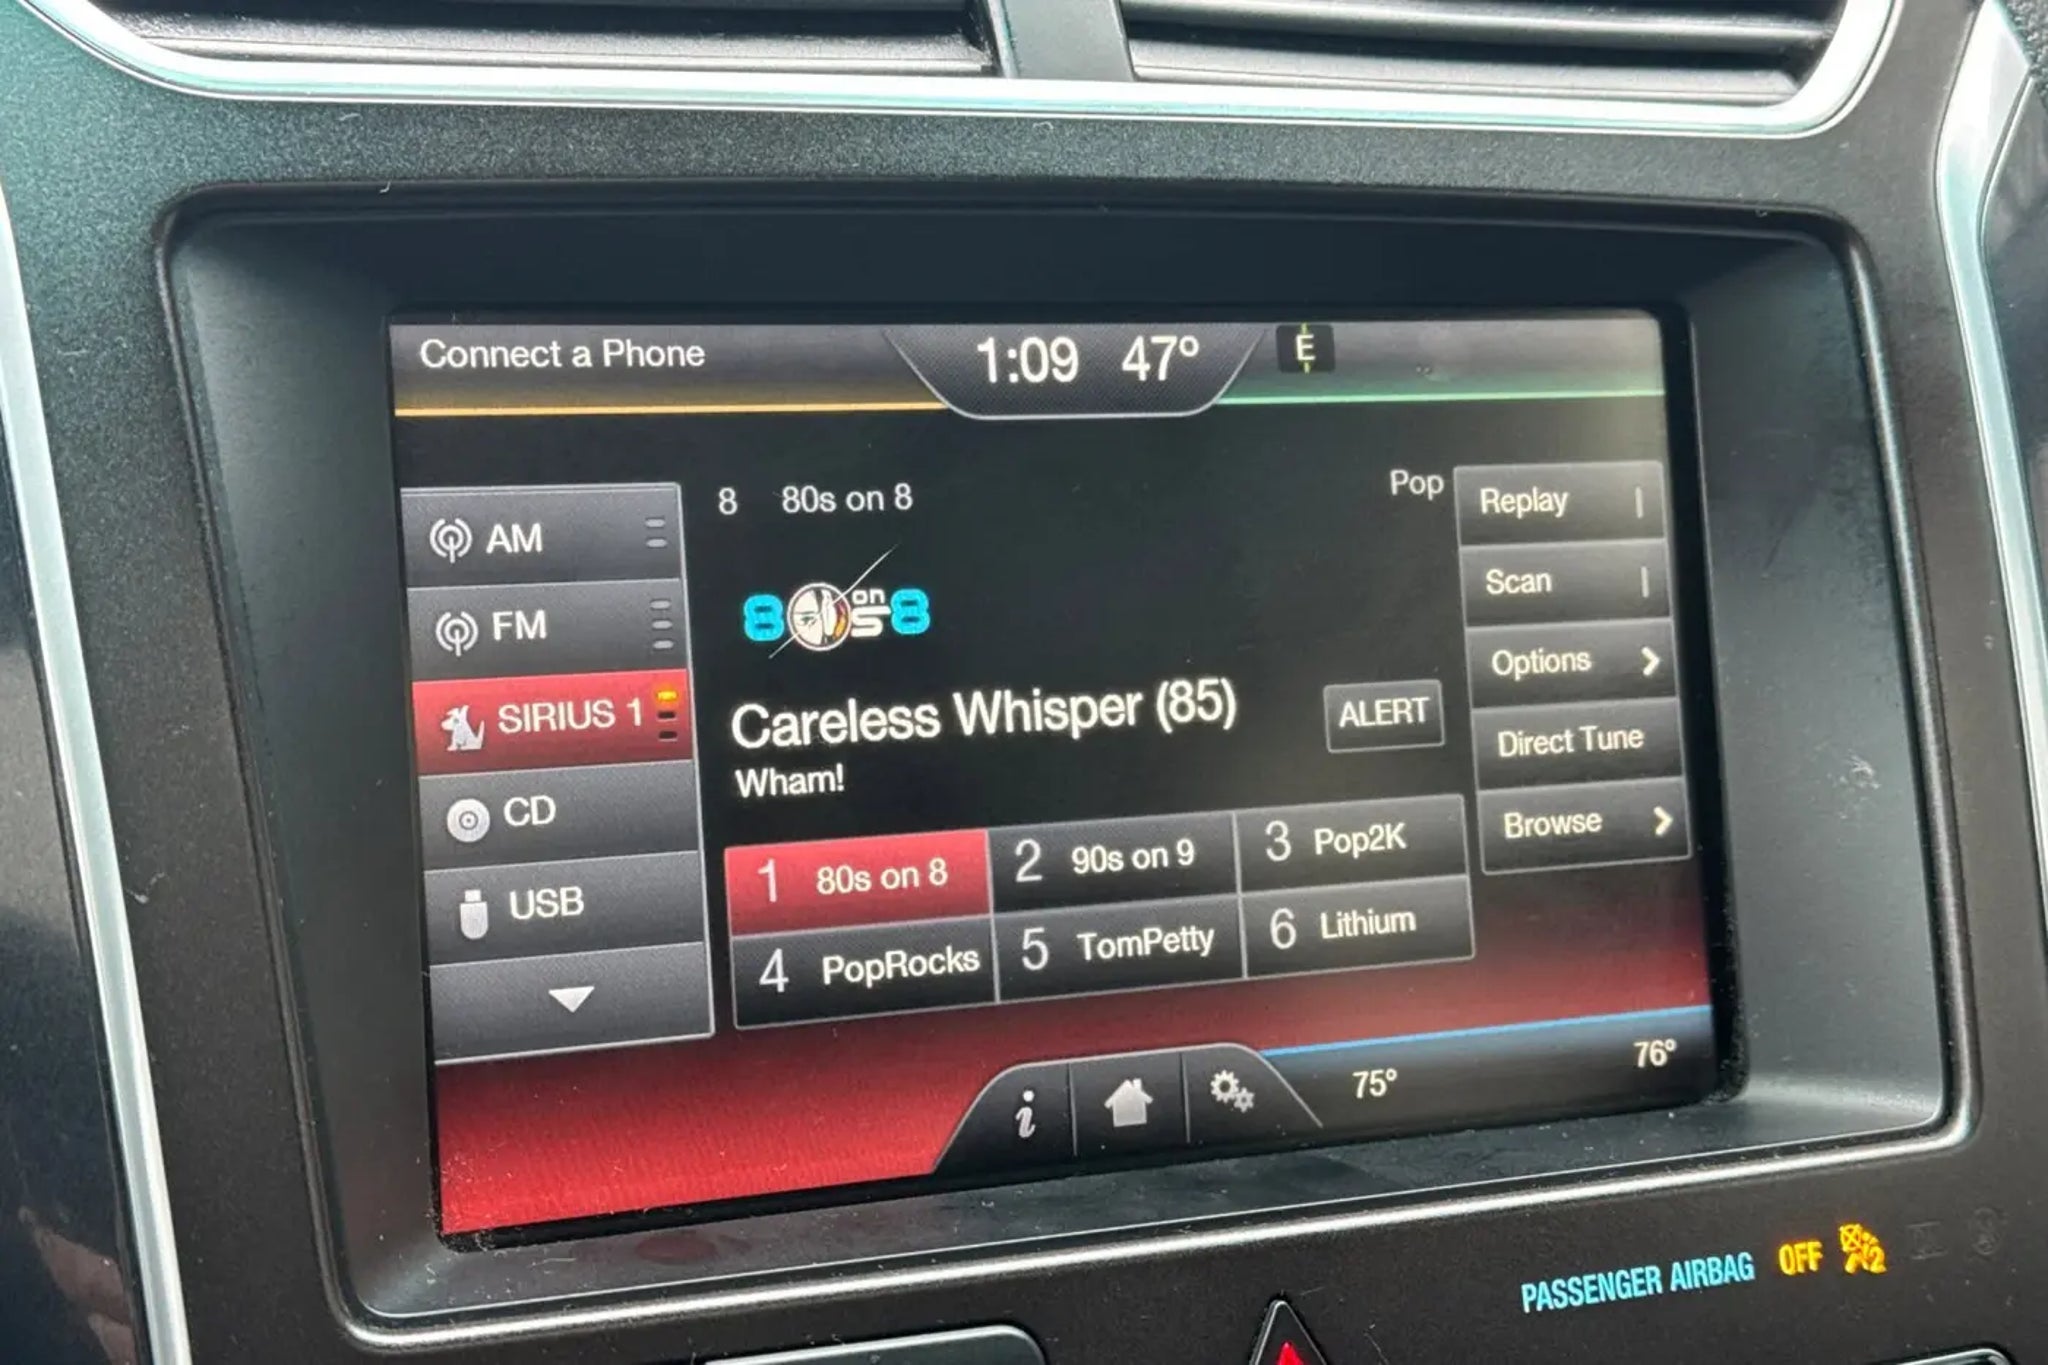 Connect a Phone
1:09 47° E
8 80s on 8 Pop
80s on 8
AM
FM
SIRIUS 1
CD
USB
Careless Whisper (85)
Wham!
ALERT
Replay
Scan
Options
Direct Tune
Browse
1 80s on 8 2 90s on 9 3 Pop2K
4 PopRocks 5 TomPetty 6 Lithium
i
75° 76°
PASSENGER AIRBAG OFF 2